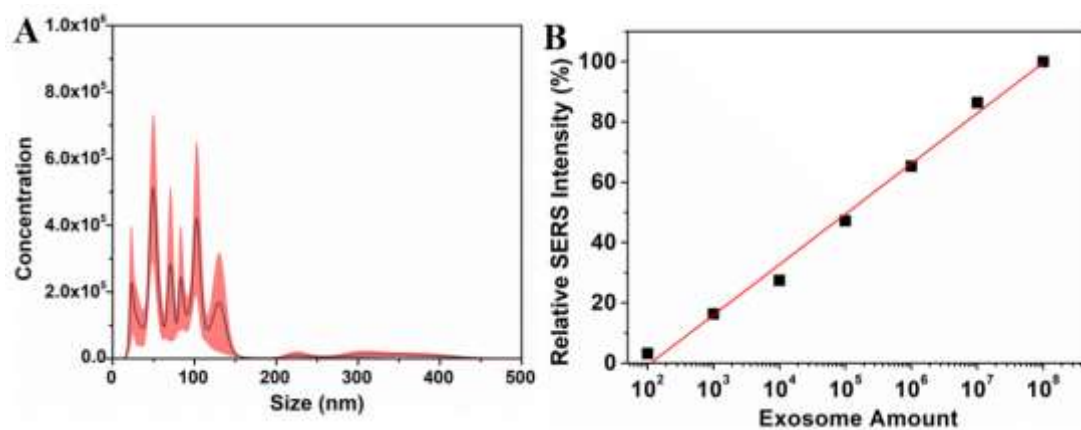 A
1.0x10⁶
8.0x10⁵
6.0x10⁵
4.0x10⁵
2.0x10⁵
0.0
Concentration
0 100 200 300 400 500
Size (nm)
B
100
80
60
40
20
0
Relative SERS Intensity (%)
10² 10³ 10⁴ 10⁵ 10⁶ 10⁷ 10⁸
Exosome Amount